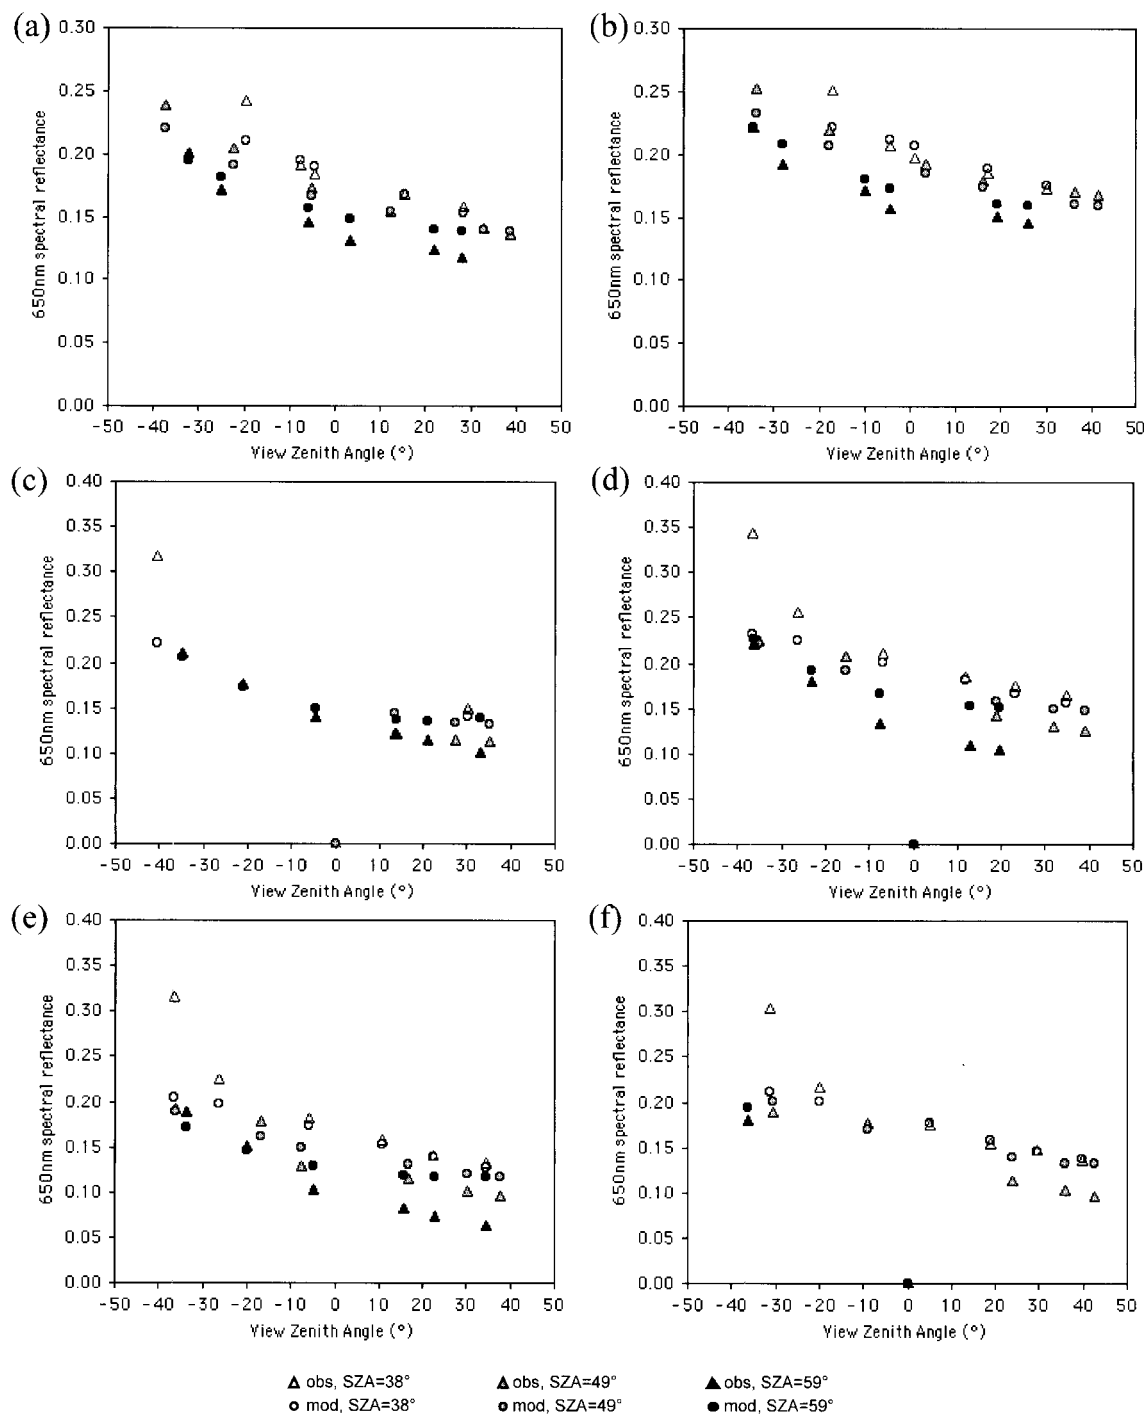 (a)
0.30
0.25
0.20
0.15
0.10
0.05
0.00
650nm spectral reflectance
-50 -40 -30 -20 -10 0 10 20 30 40 50
View Zenith Angle (°)
(b)
0.30
0.25
0.20
0.15
0.10
0.05
0.00
650nm spectral reflectance
-50 -40 -30 -20 -10 0 10 20 30 40 50
View Zenith Angle (°)
(c)
0.40
0.35
0.30
0.25
0.20
0.15
0.10
0.05
0.00
650nm spectral reflectance
-50 -40 -30 -20 -10 0 10 20 30 40 50
View Zenith Angle (°)
(d)
0.40
0.35
0.30
0.25
0.20
0.15
0.10
0.05
0.00
650nm spectral reflectance
-50 -40 -30 -20 -10 0 10 20 30 40 50
View Zenith Angle (°)
(e)
0.40
0.35
0.30
0.25
0.20
0.15
0.10
0.05
0.00
650nm spectral reflectance
-50 -40 -30 -20 -10 0 10 20 30 40 50
View Zenith Angle (°)
(f)
0.40
0.35
0.30
0.25
0.20
0.15
0.10
0.05
0.00
650nm spectral reflectance
-50 -40 -30 -20 -10 0 10 20 30 40 50
View Zenith Angle (°)
obs, SZA=38° obs, SZA=49° obs, SZA=59°
mod, SZA=38° mod, SZA=49° mod, SZA=59°